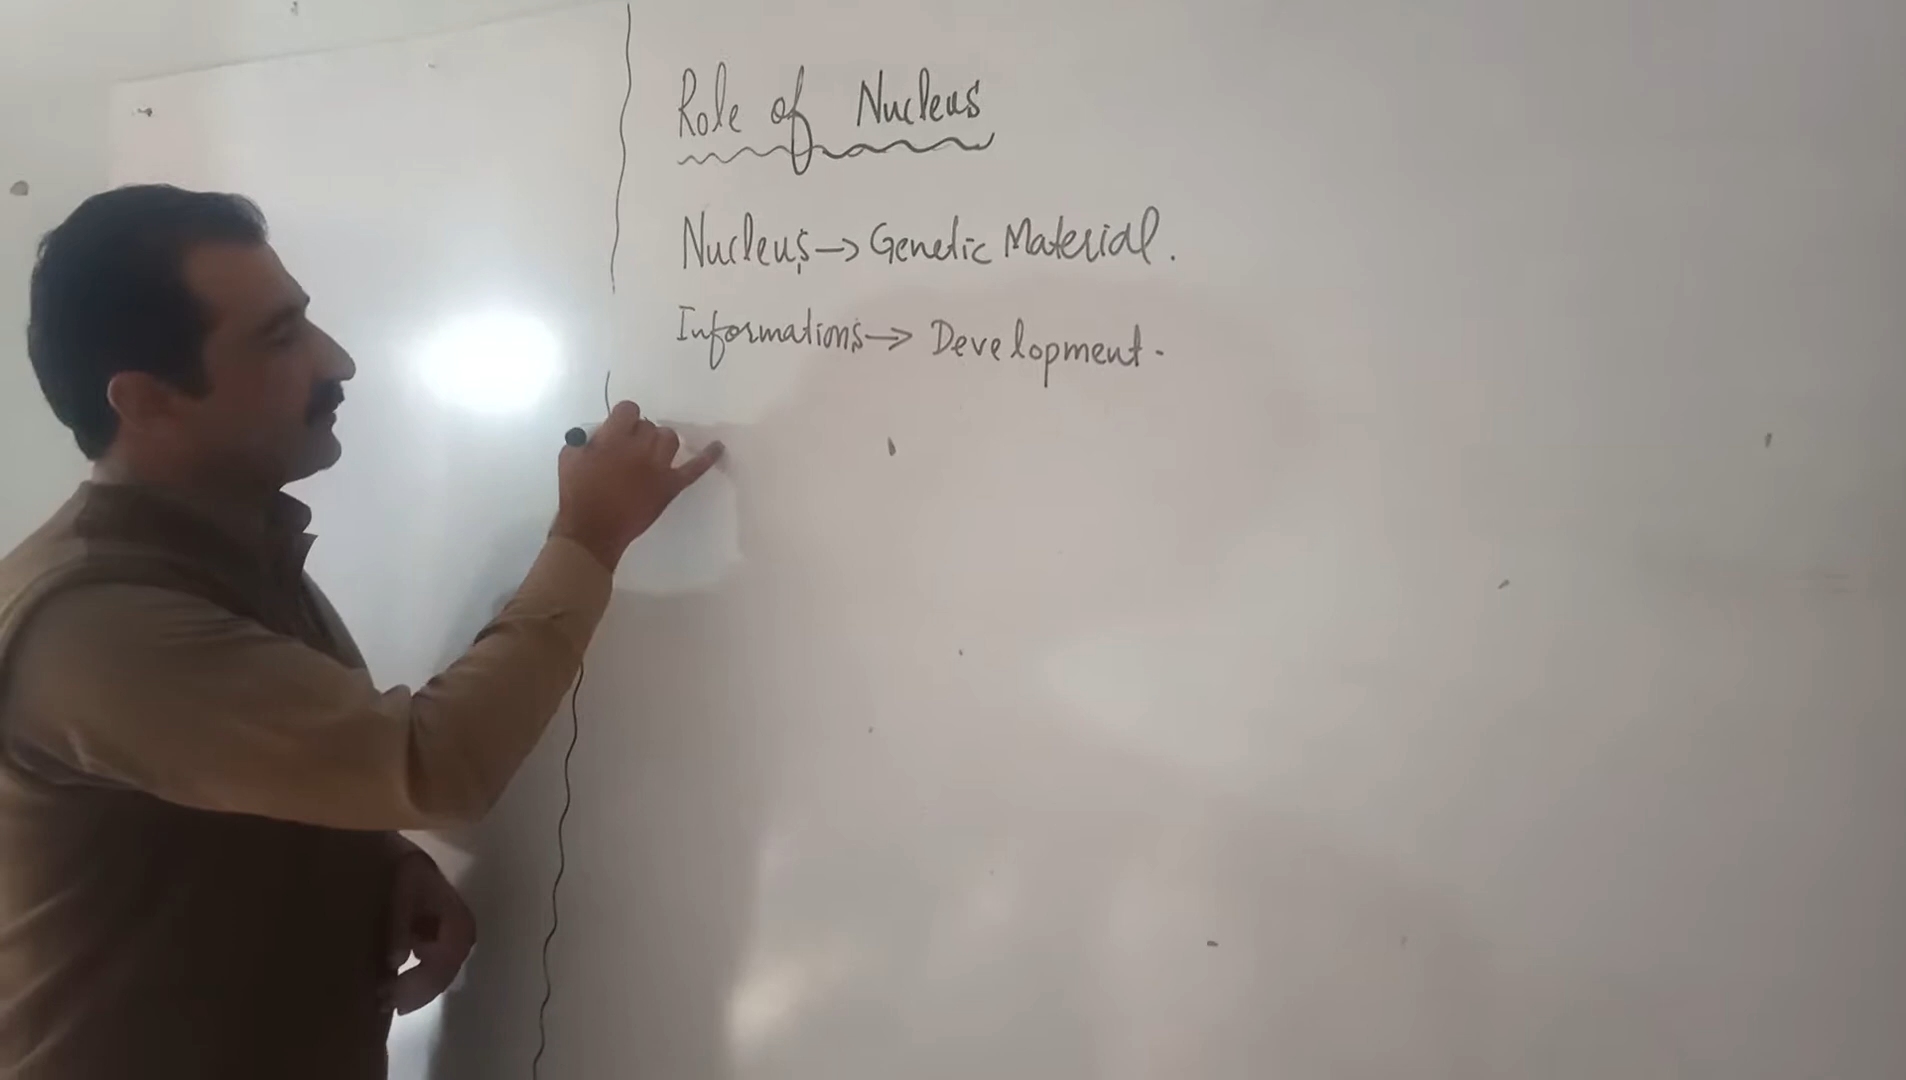 Role of Nucleus
Nucleus → Genetic Material.
Informations → Development.